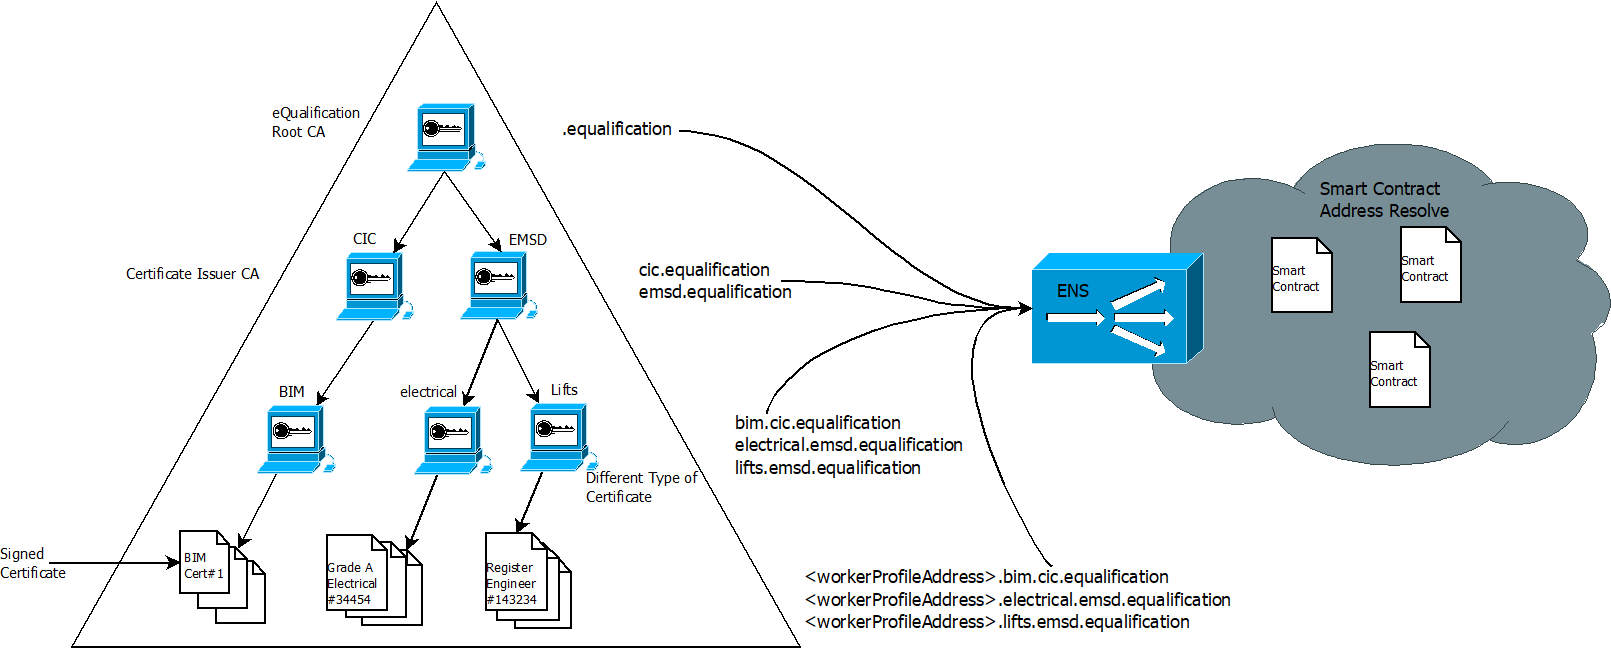 eQualification
Root CA
.equalification
Smart Contract
Address Resolve
CIC
EMSD
Certificate Issuer CA
cic.equalification
emsd.equalification
ENS
Smart
Contract
Smart
Contract
Smart
Contract
BIM
electrical
Lifts
bim.cic.equalification
electrical.emsd.equalification
lifts.emsd.equalification
Different Type of
Certificate
Signed
Certificate
BIM
Cert#1
Grade A
Electrical
#34454
Register
Engineer
#143234
<workerProfileAddress>.bim.cic.equalification
<workerProfileAddress>.electrical.emsd.equalification
<workerProfileAddress>.lifts.emsd.equalification